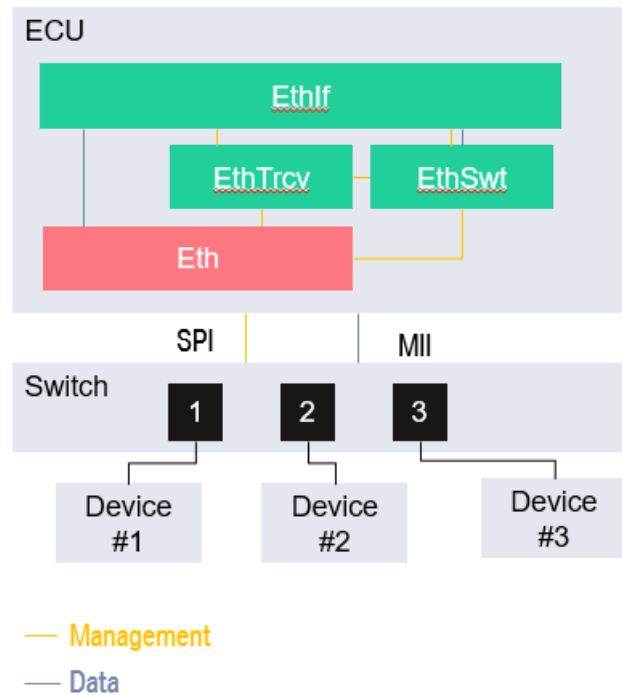 ECU
EthIf
EthTrcv
EthSwt
Eth
SPI
MII
Switch
1
2
3
Device
#1
Device
#2
Device
#3
Management
Data